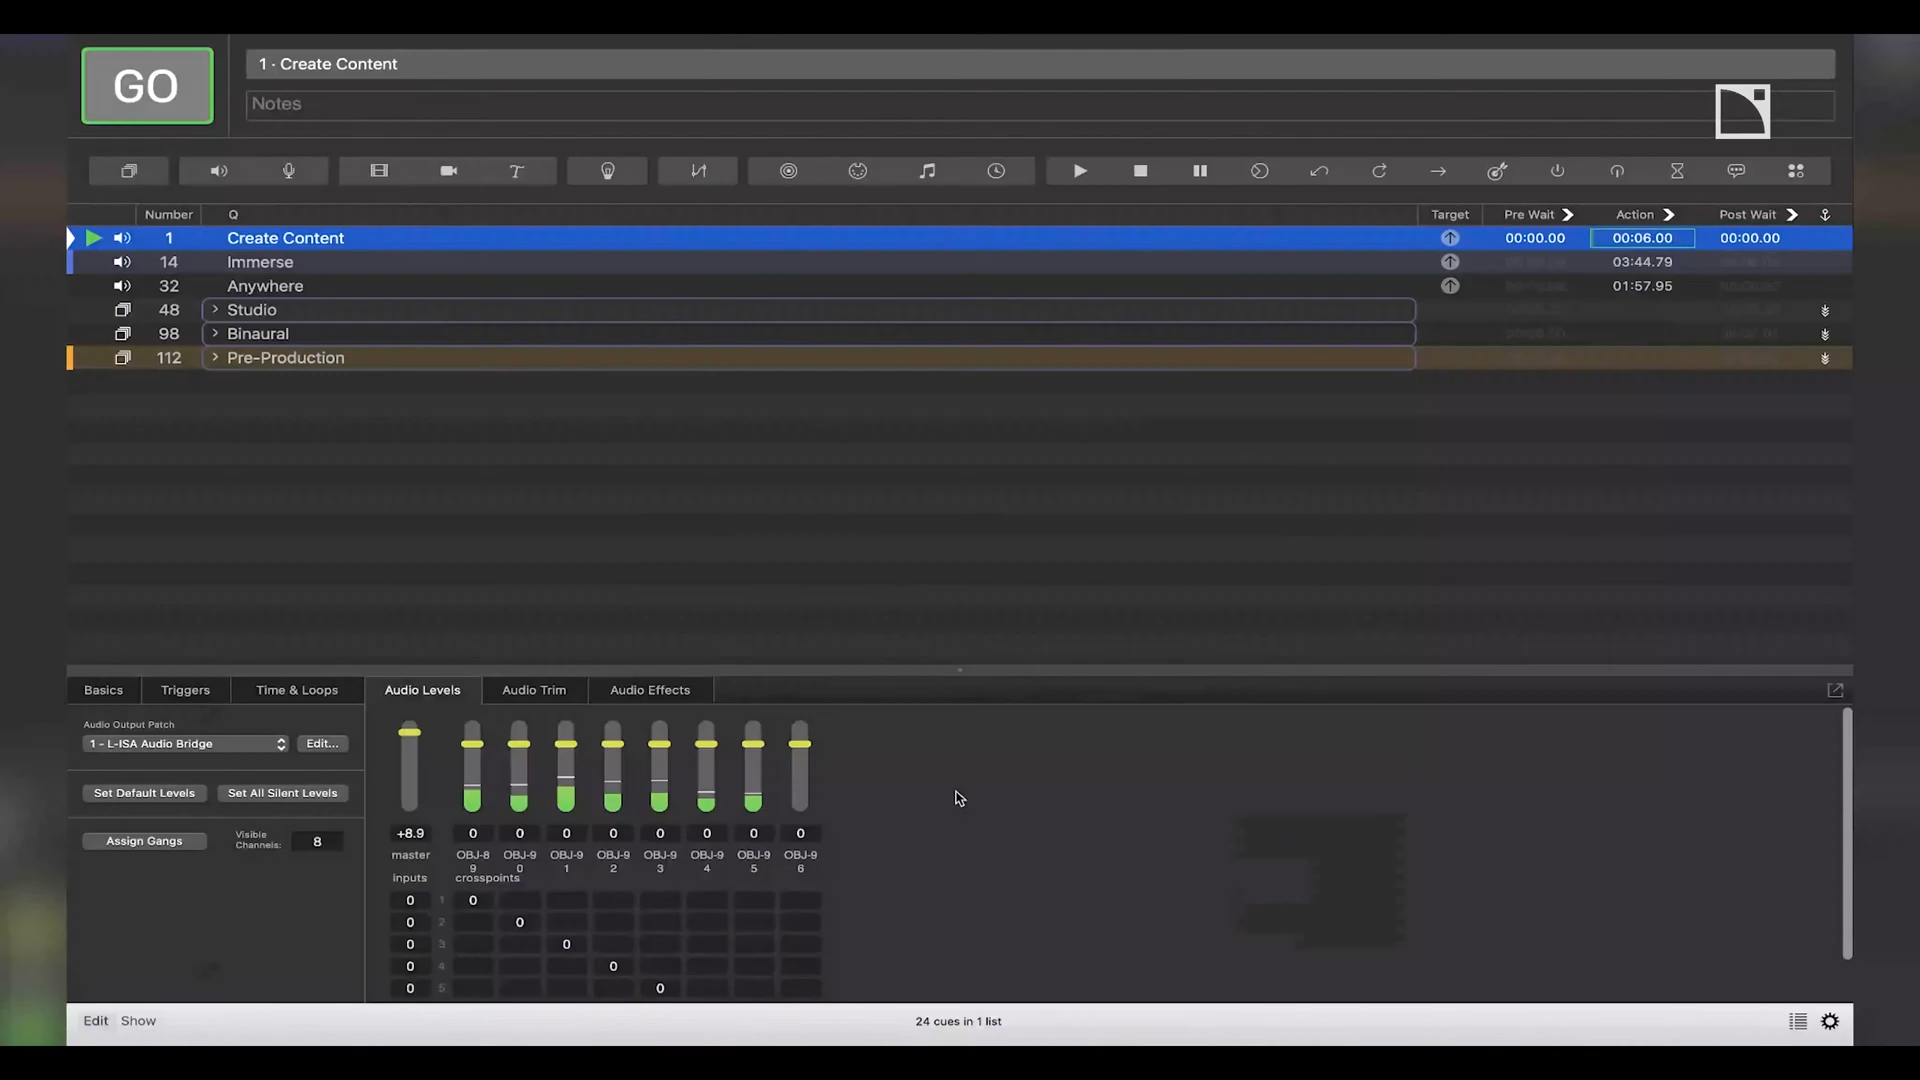 GO
1 · Create Content
Notes
Number Q Target Pre Wait Action Post Wait
1 Create Content 00:00.00 00:06.00 00:00.00
14 Immerse 03:44.79
32 Anywhere 01:57.95
48 Studio
98 Binaural
112 Pre-Production
Basics Triggers Time & Loops Audio Levels Audio Trim Audio Effects
Audio Output Patch
1 - L-ISA Audio Bridge Edit...
Set Default Levels Set All Silent Levels
Assign Gangs Visible Channels: 8
+8.9 0 0 0 0 0 0 0 0
master OBJ-89 OBJ-90 OBJ-91 OBJ-92 OBJ-93 OBJ-94 OBJ-95 OBJ-96
inputs crosspoints
0 1 0
0 2 0
0 3 0
0 4 0
0 5 0
Edit Show 24 cues in 1 list